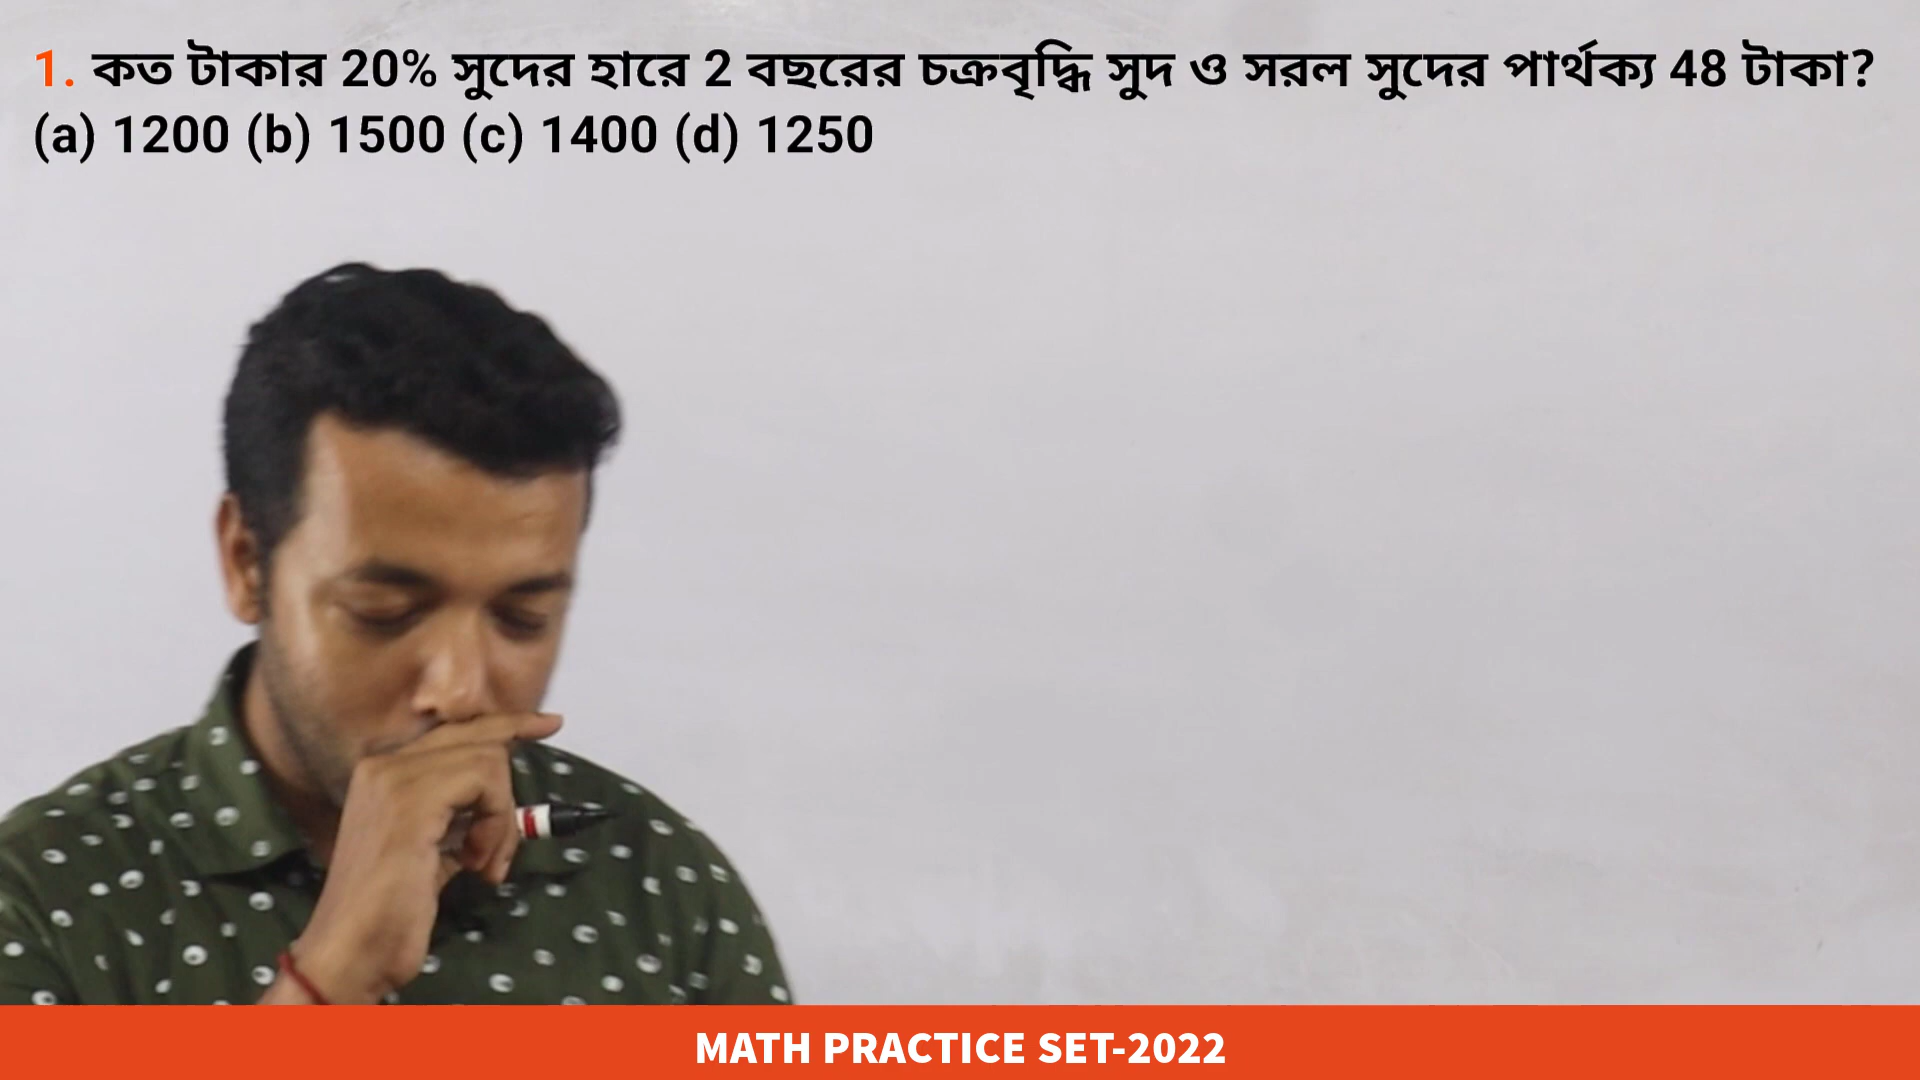 1. কত টাকার 20% সুদের হারে 2 বছরের চক্রবৃদ্ধি সুদ ও সরল সুদের পার্থক্য 48 টাকা?
(a) 1200 (b) 1500 (c) 1400 (d) 1250
MATH PRACTICE SET-2022